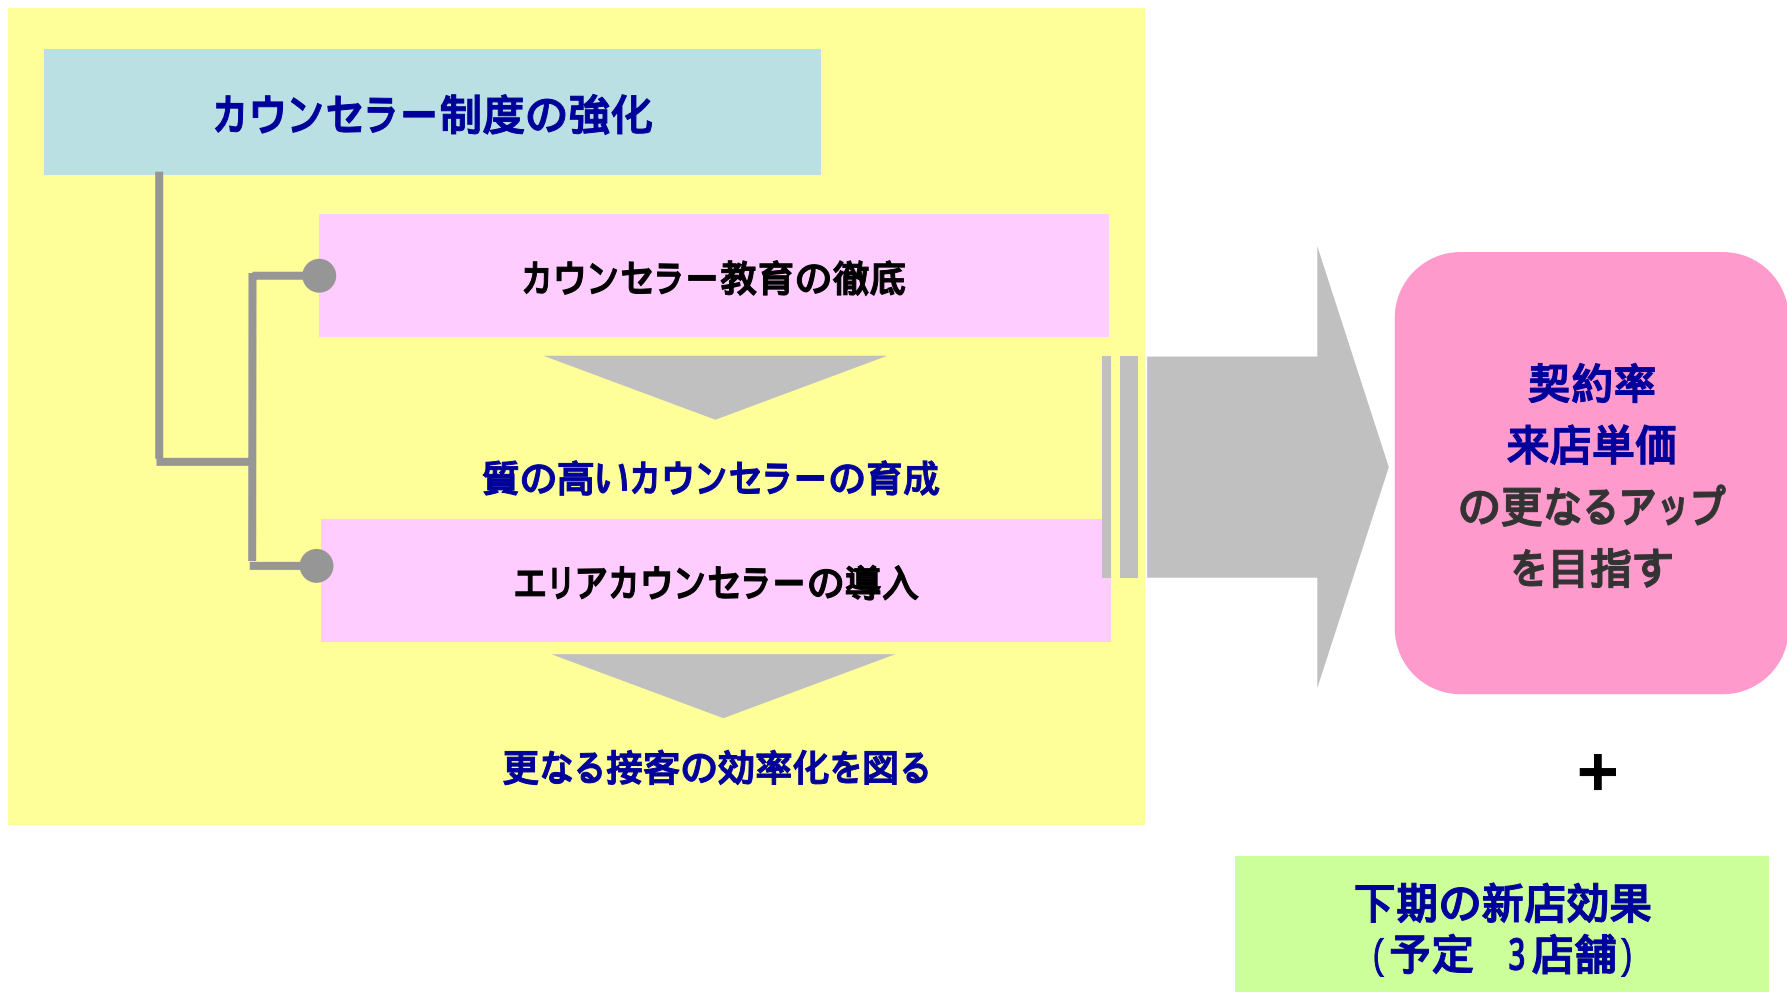 カウンセラー制度の強化
カウンセラー教育の徹底
質の高いカウンセラーの育成
エリアカウンセラーの導入
更なる接客の効率化を図る
契約率
来店単価
の更なるアップ
を目指す
+
下期の新店効果
(予定 3店舗)